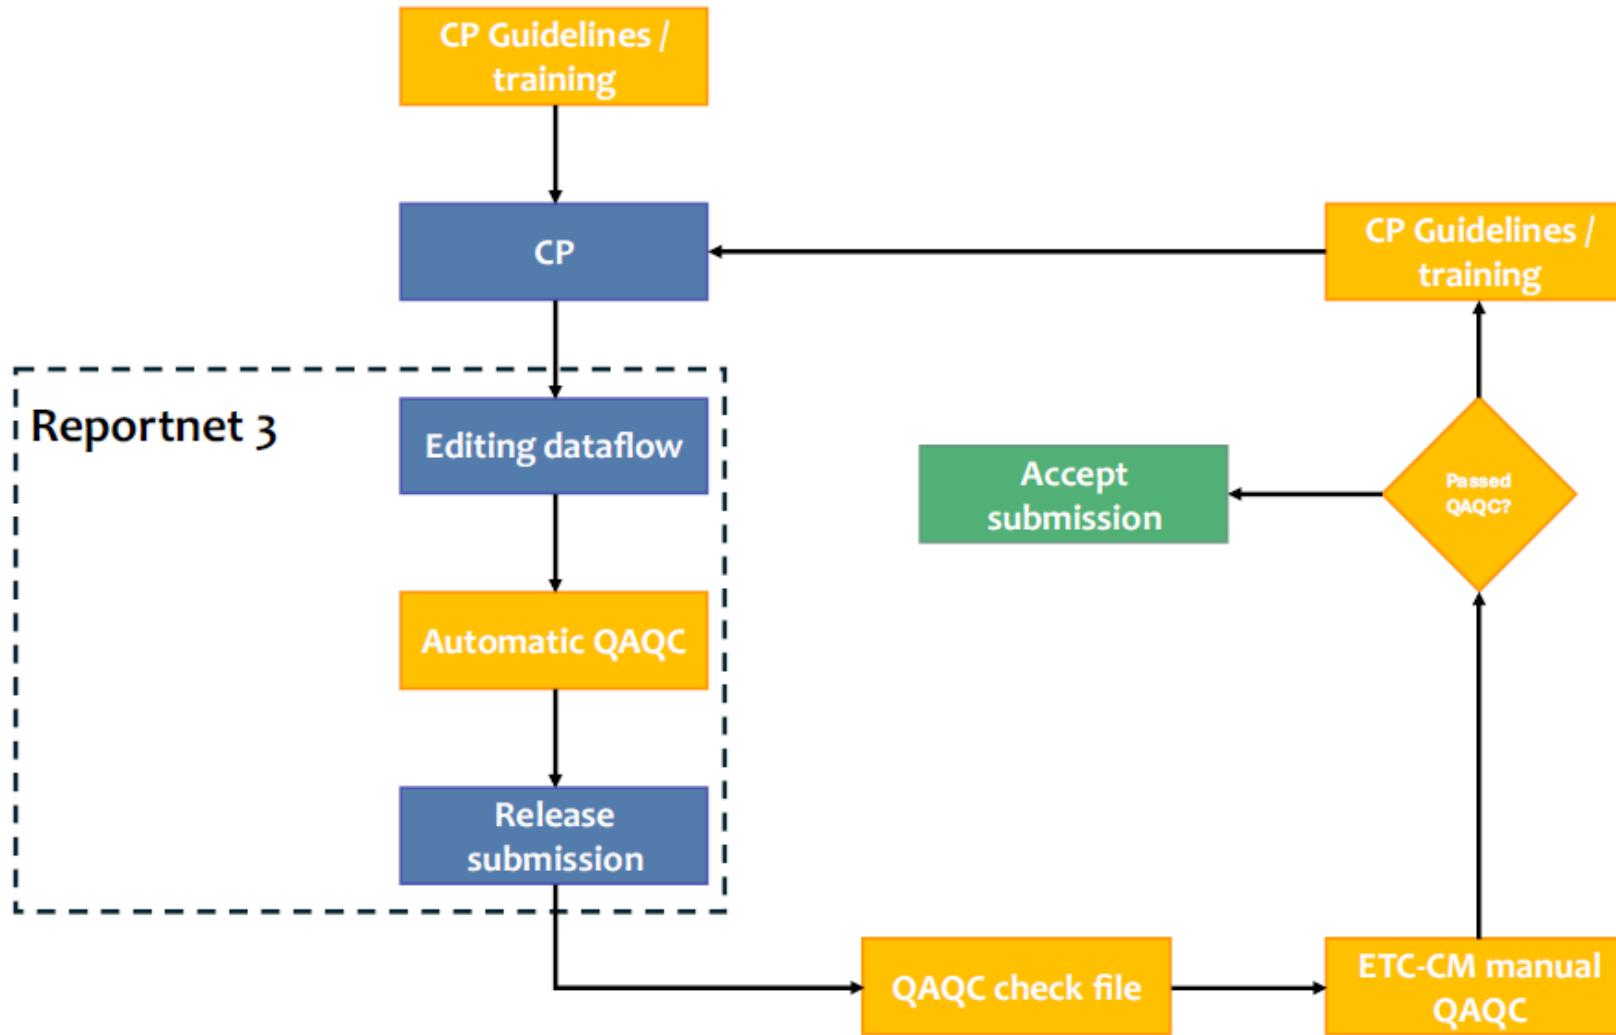 CP Guidelines /
training
CP
CP Guidelines /
training
Reportnet 3
Editing dataflow
Accept
submission
Passed
QAQC?
Automatic QAQC
Release
submission
QAQC check file
ETC-CM manual
QAQC